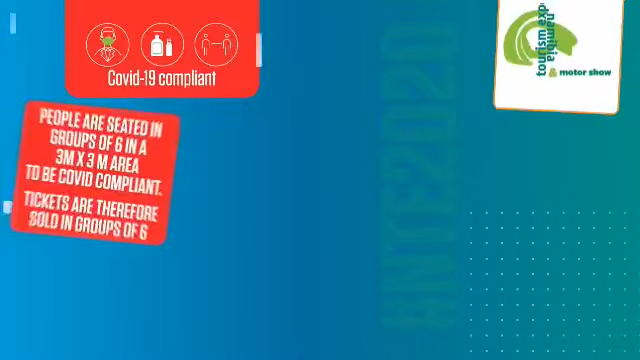 Covid-19 compliant
PEOPLE ARE SEATED IN
GROUPS OF 6 IN A
3M X 3 M AREA
TO BE COVID COMPLIANT.
TICKETS ARE THEREFORE
SOLD IN GROUPS OF 6
tourism expo
namibia
& motor show
#NTE2020